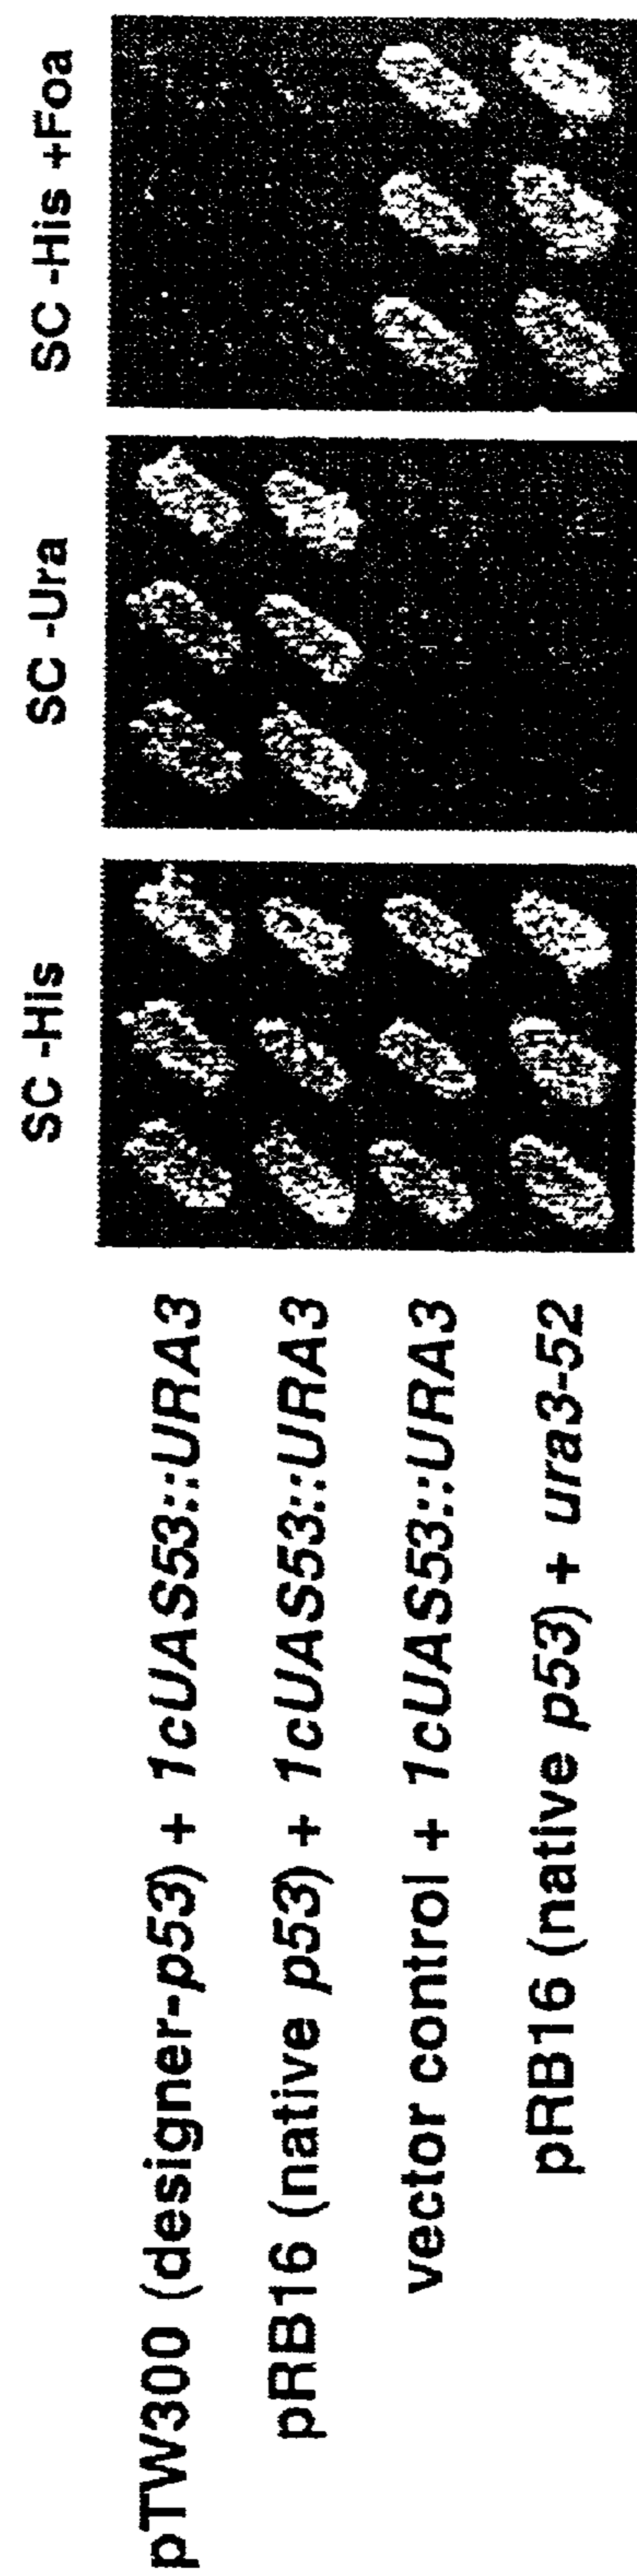 SC -His
SC -Ura
SC -His +Foa
pTW300 (designer-p53) + 1cUAS53::URA3
pRB16 (native p53) + 1cUAS53::URA3
vector control + 1cUAS53::URA3
pRB16 (native p53) + ura3-52